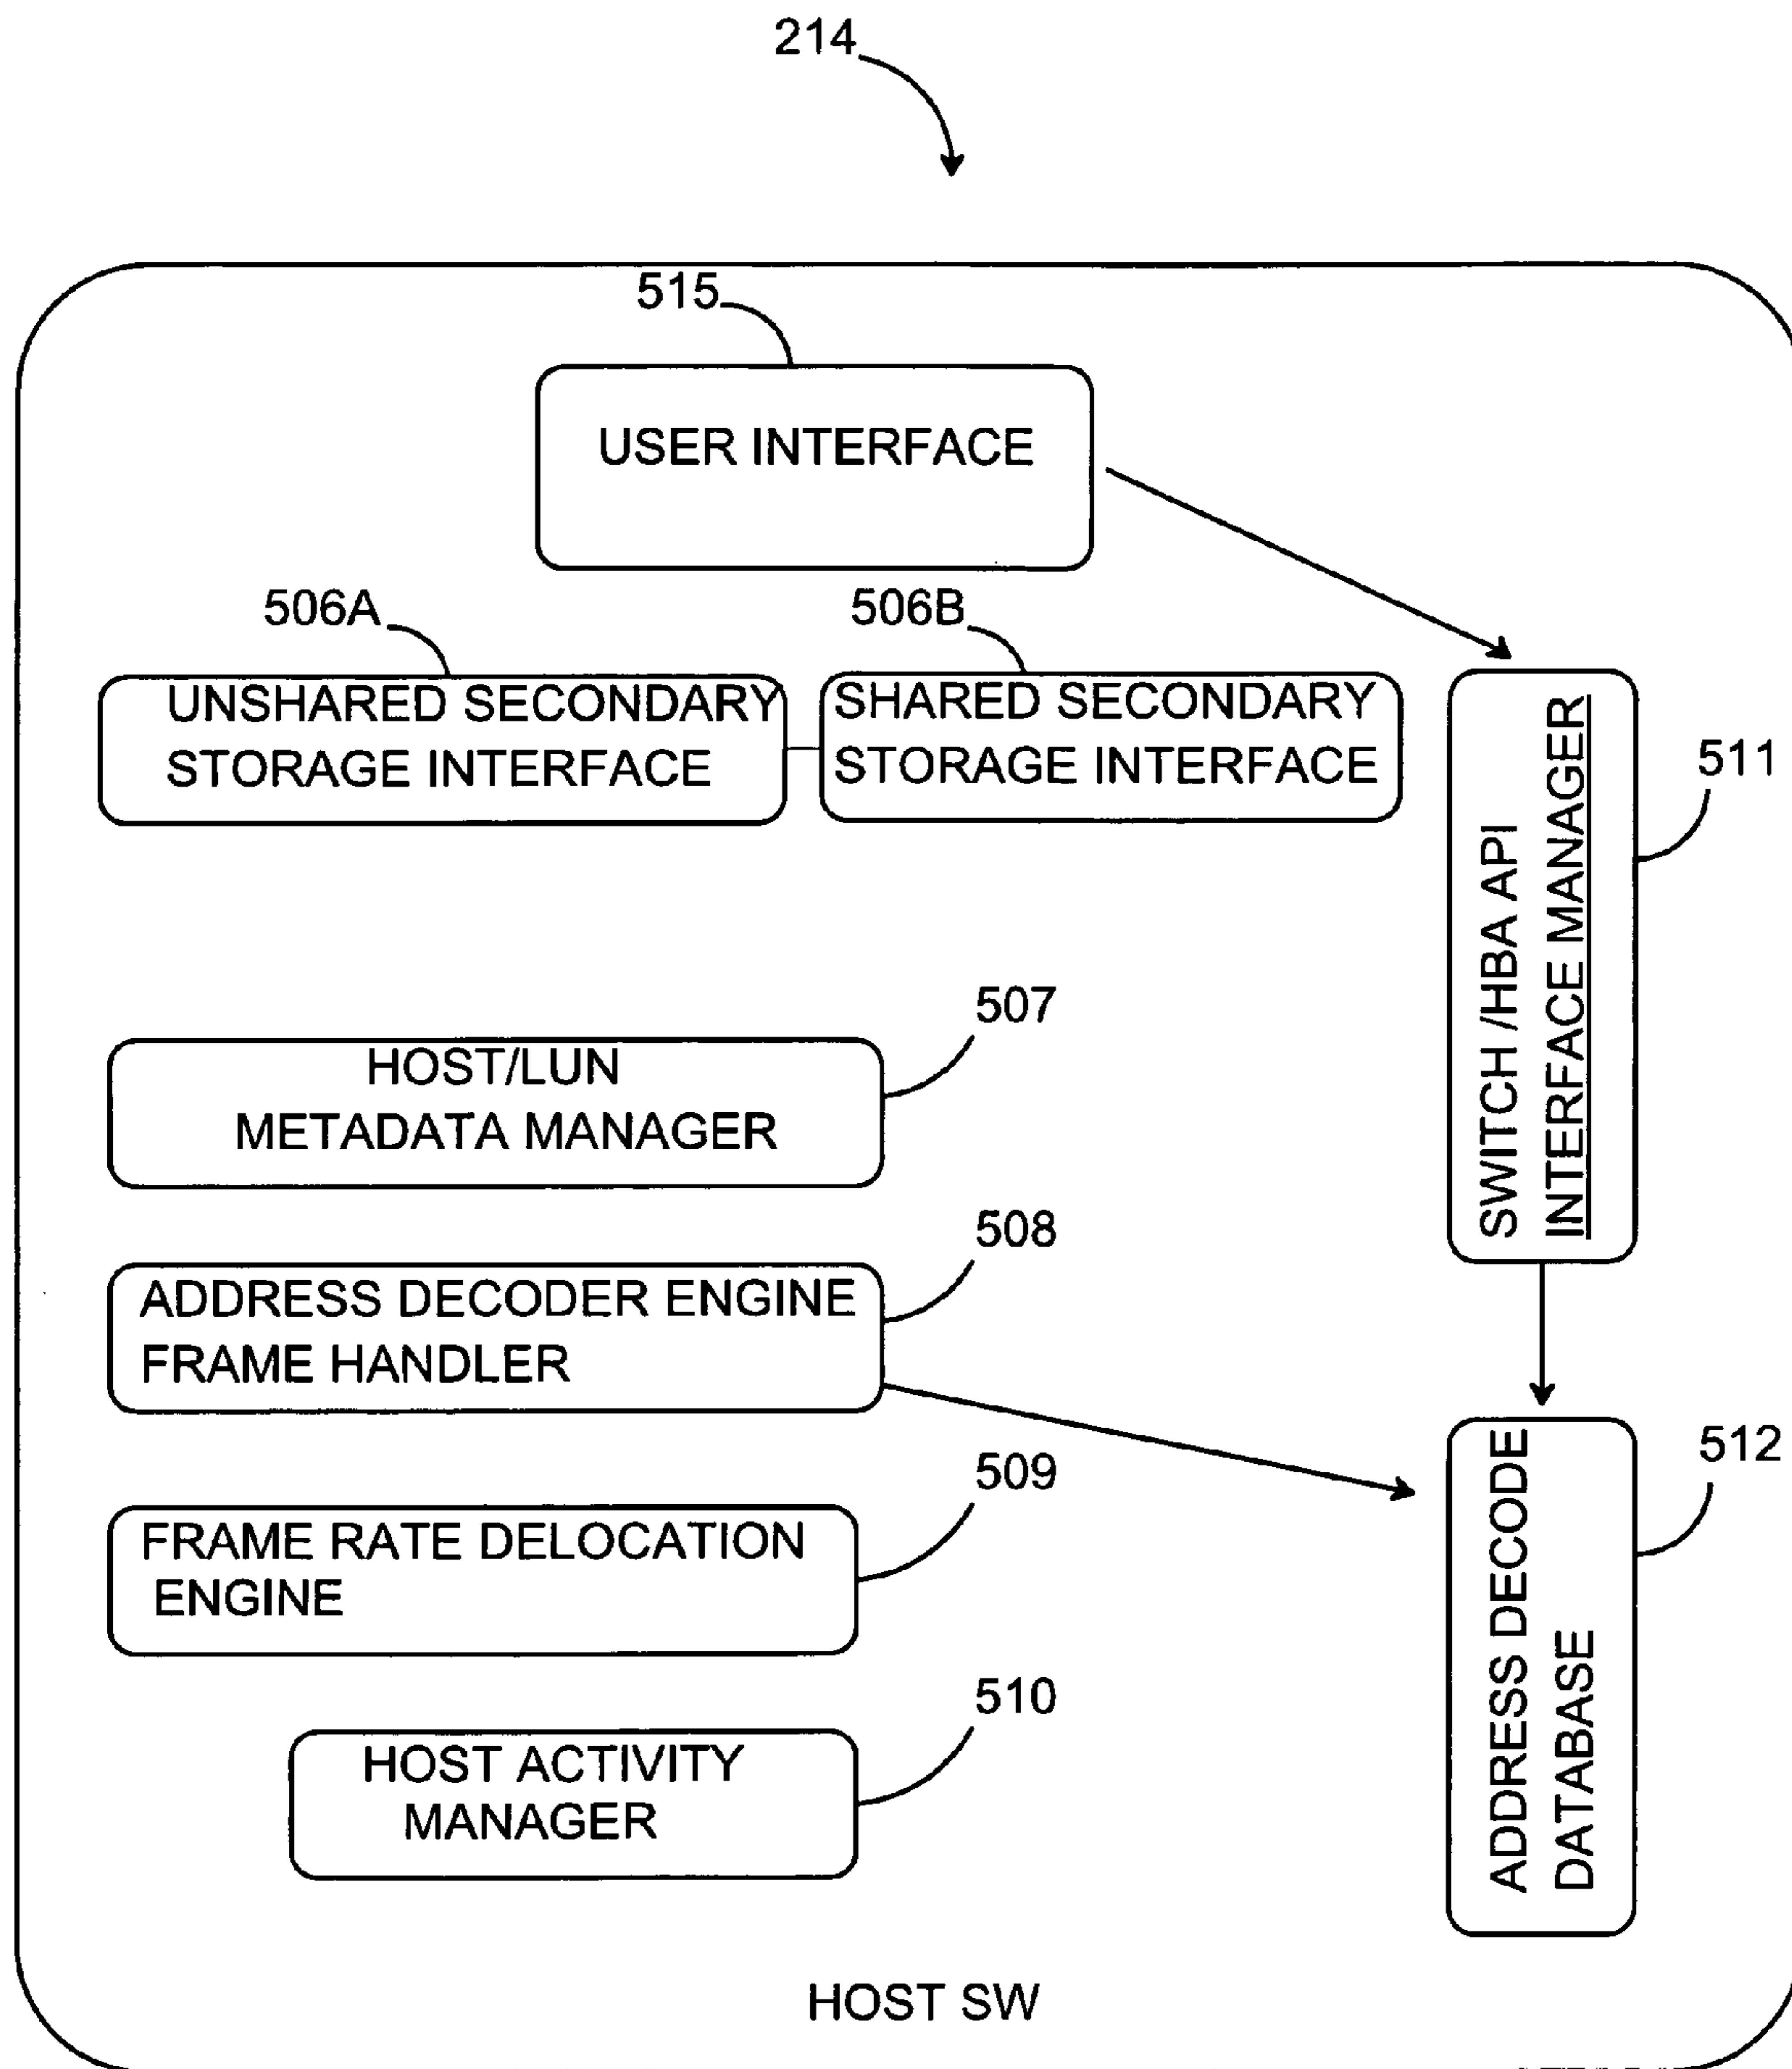 214
515
USER INTERFACE
506A
506B
UNSHARED SECONDARY
STORAGE INTERFACE
SHARED SECONDARY
STORAGE INTERFACE
SWITCH /HBA API
INTERFACE MANAGER
511
507
HOST/LUN
METADATA MANAGER
508
ADDRESS DECODER ENGINE
FRAME HANDLER
509
FRAME RATE DELOCATION
ENGINE
510
HOST ACTIVITY
MANAGER
512
ADDRESS DECODE
DATABASE
HOST SW